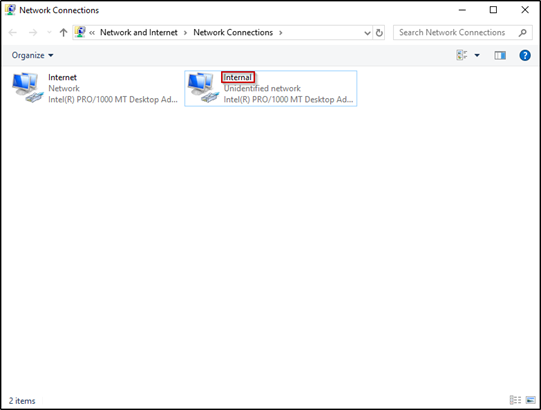 Network Connections
« Network and Internet › Network Connections ›
Search Network Connections
Organize
Internet
Network
Intel(R) PRO/1000 MT Desktop Ad...
Internal
Unidentified network
Intel(R) PRO/1000 MT Desktop Ad...
2 items